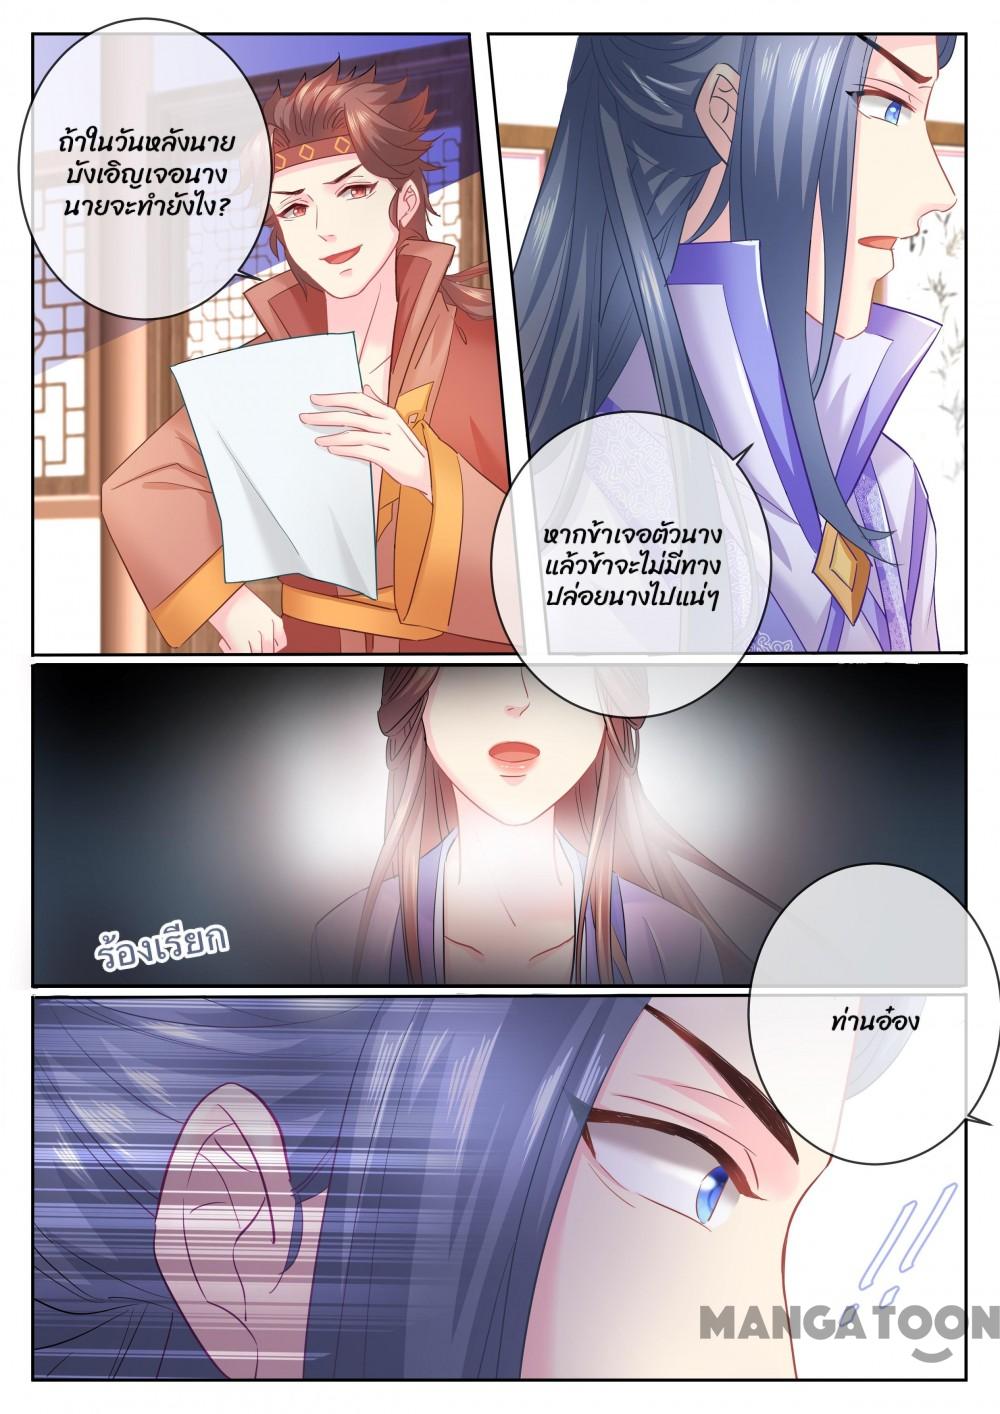 ถ้าในวันหลังนาย
บังเอิญเจอนาง
นายจะทำยังไง?
หากข้าเจอตัวนาง
แล้วข้าจะไม่มีทาง
ปล่อยนางไปแน่ๆ
ร้องเรียก
ท่านอ๋อง
MANGATOON